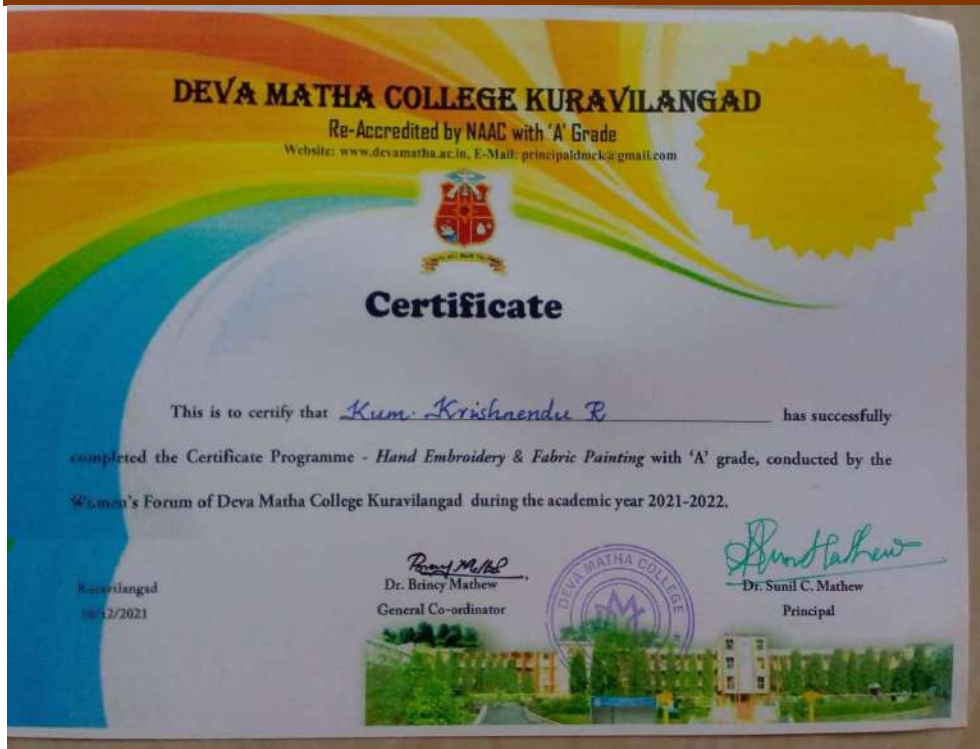 DEVA MATHA COLLEGE KURAVILANGAD
Re-Accredited by NAAC with 'A' Grade
Website: www.devamatha.ac.in, E-Mail: principaldmck@gmail.com
Certificate
This is to certify that Kum. Krishnendu R has successfully
completed the Certificate Programme - Hand Embroidery & Fabric Painting with 'A' grade, conducted by the
Women's Forum of Deva Matha College Kuravilangad during the academic year 2021-2022.
Dr. Brincy Mathew
General Co-ordinator
DEVA MATHA COLLEGE
Dr. Sunil C. Mathew
Principal
Kuravilangad
/12/2021